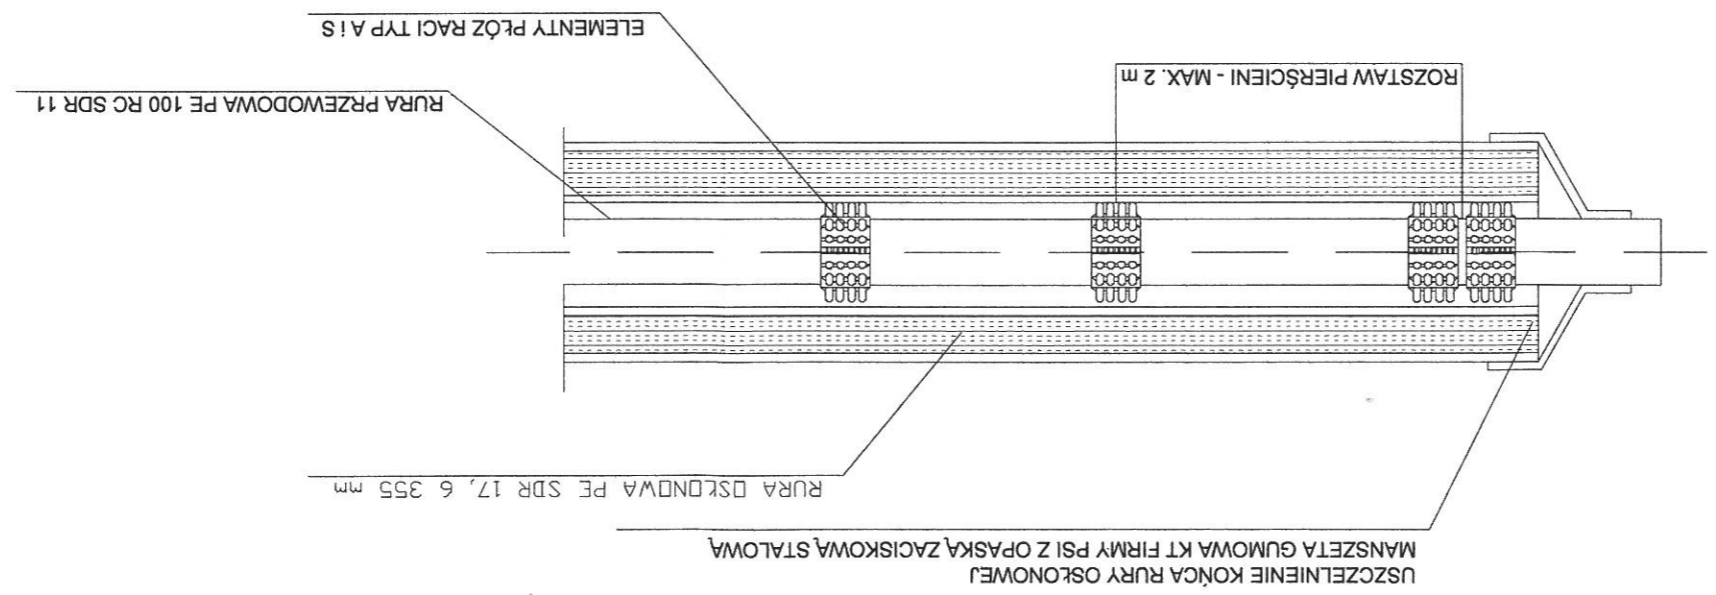 USZCZELNIENIE KOŃCA RURY OSŁONOWEJ
MANSZETA GUMOWA KT FIRMY PSI Z OPASKĄ ZACISKOWĄ STALOWĄ
RURA OSŁONOWA PE SDR 17,6 355 mm
RURA PRZEWODOWA PE 100 RC SDR 11
ROZSTAW PIERŚCIENI - MAX. 2 m
ELEMENTY PŁÓZ RACI TYP A i S